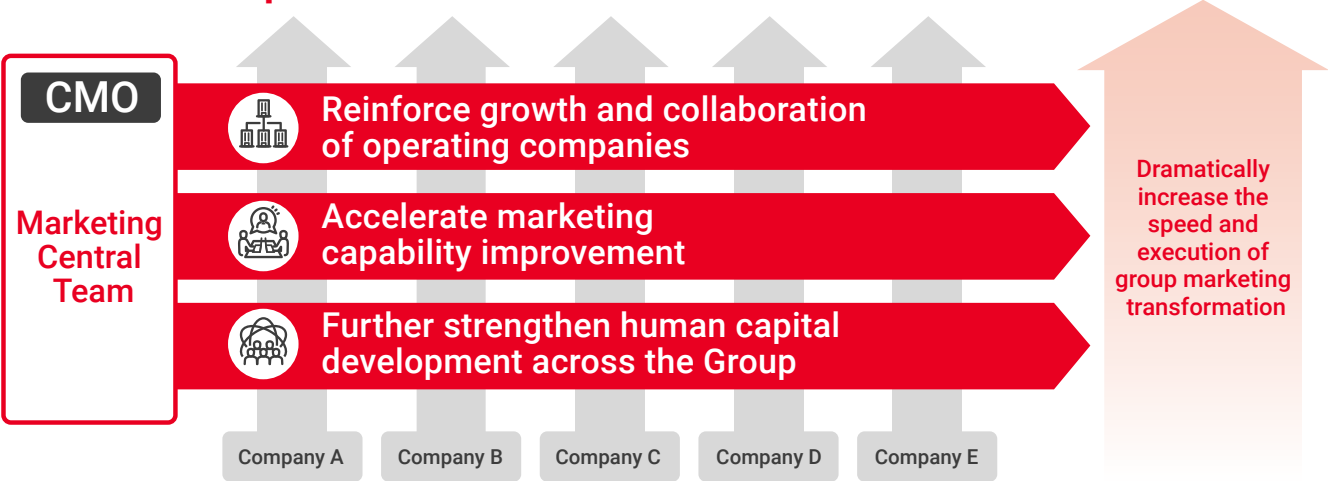 CMO
Marketing
Central
Team
Reinforce growth and collaboration
of operating companies
Accelerate marketing
capability improvement
Further strengthen human capital
development across the Group
Dramatically
increase the
speed and
execution of
group marketing
transformation
Company A
Company B
Company C
Company D
Company E